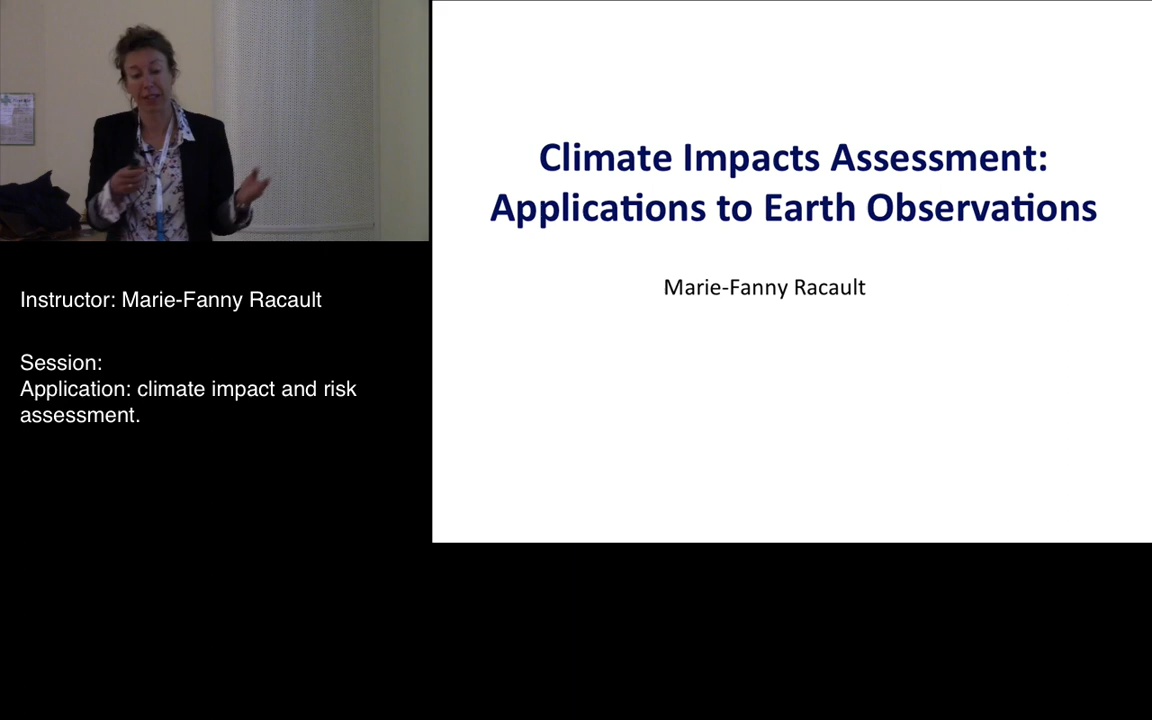 Climate Impacts Assessment:
Applications to Earth Observations
Marie-Fanny Racault
Instructor: Marie-Fanny Racault
Session:
Application: climate impact and risk
assessment.